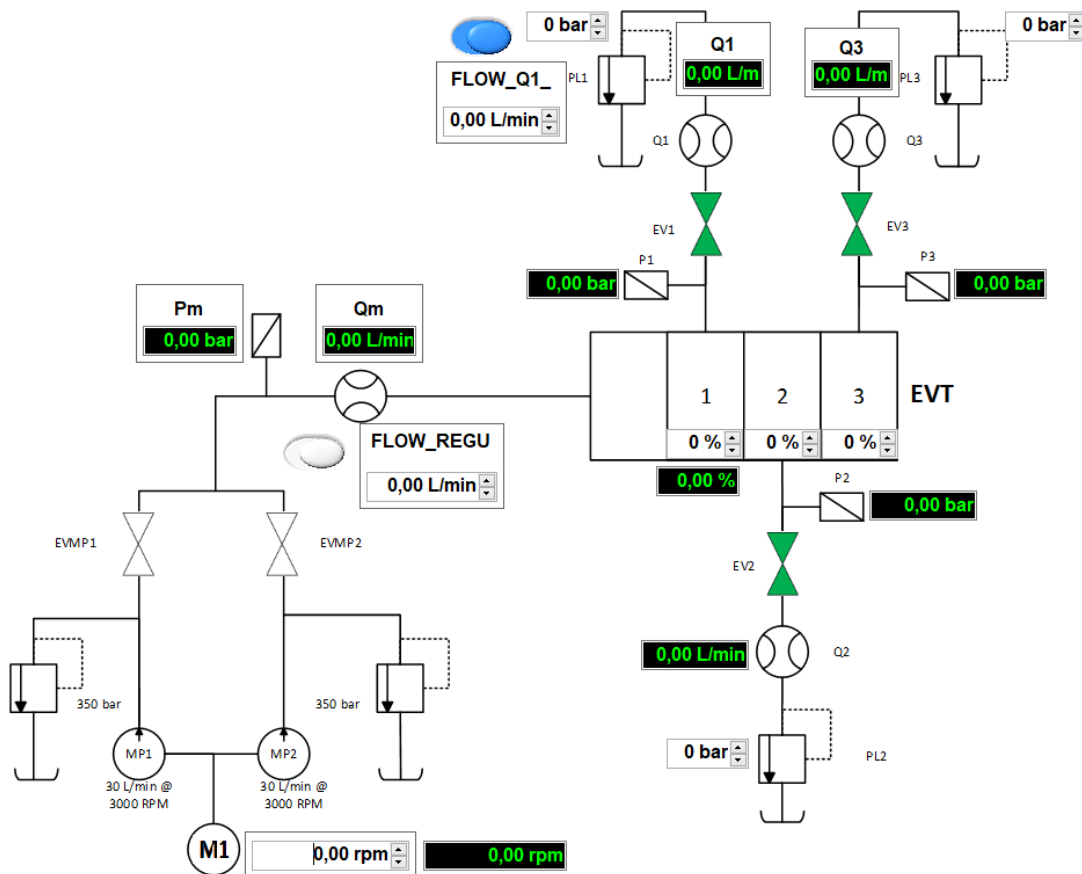 0 bar
Q1
Q3
0 bar
0,00 L/m
0,00 L/m
FLOW_Q1_
PL1
PL3
0,00 L/min
Q1
Q3
EV1
EV3
P1
P3
0,00 bar
0,00 bar
Pm
Qm
0,00 bar
0,00 L/min
1
2
3
EVT
FLOW_REGU
0 %
0 %
0 %
0,00 L/min
0,00 %
P2
0,00 bar
EVMP1
EVMP2
EV2
0,00 L/min
Q2
350 bar
350 bar
MP1
MP2
0 bar
PL2
30 L/min @
3000 RPM
30 L/min @
3000 RPM
M1
0,00 rpm
0,00 rpm